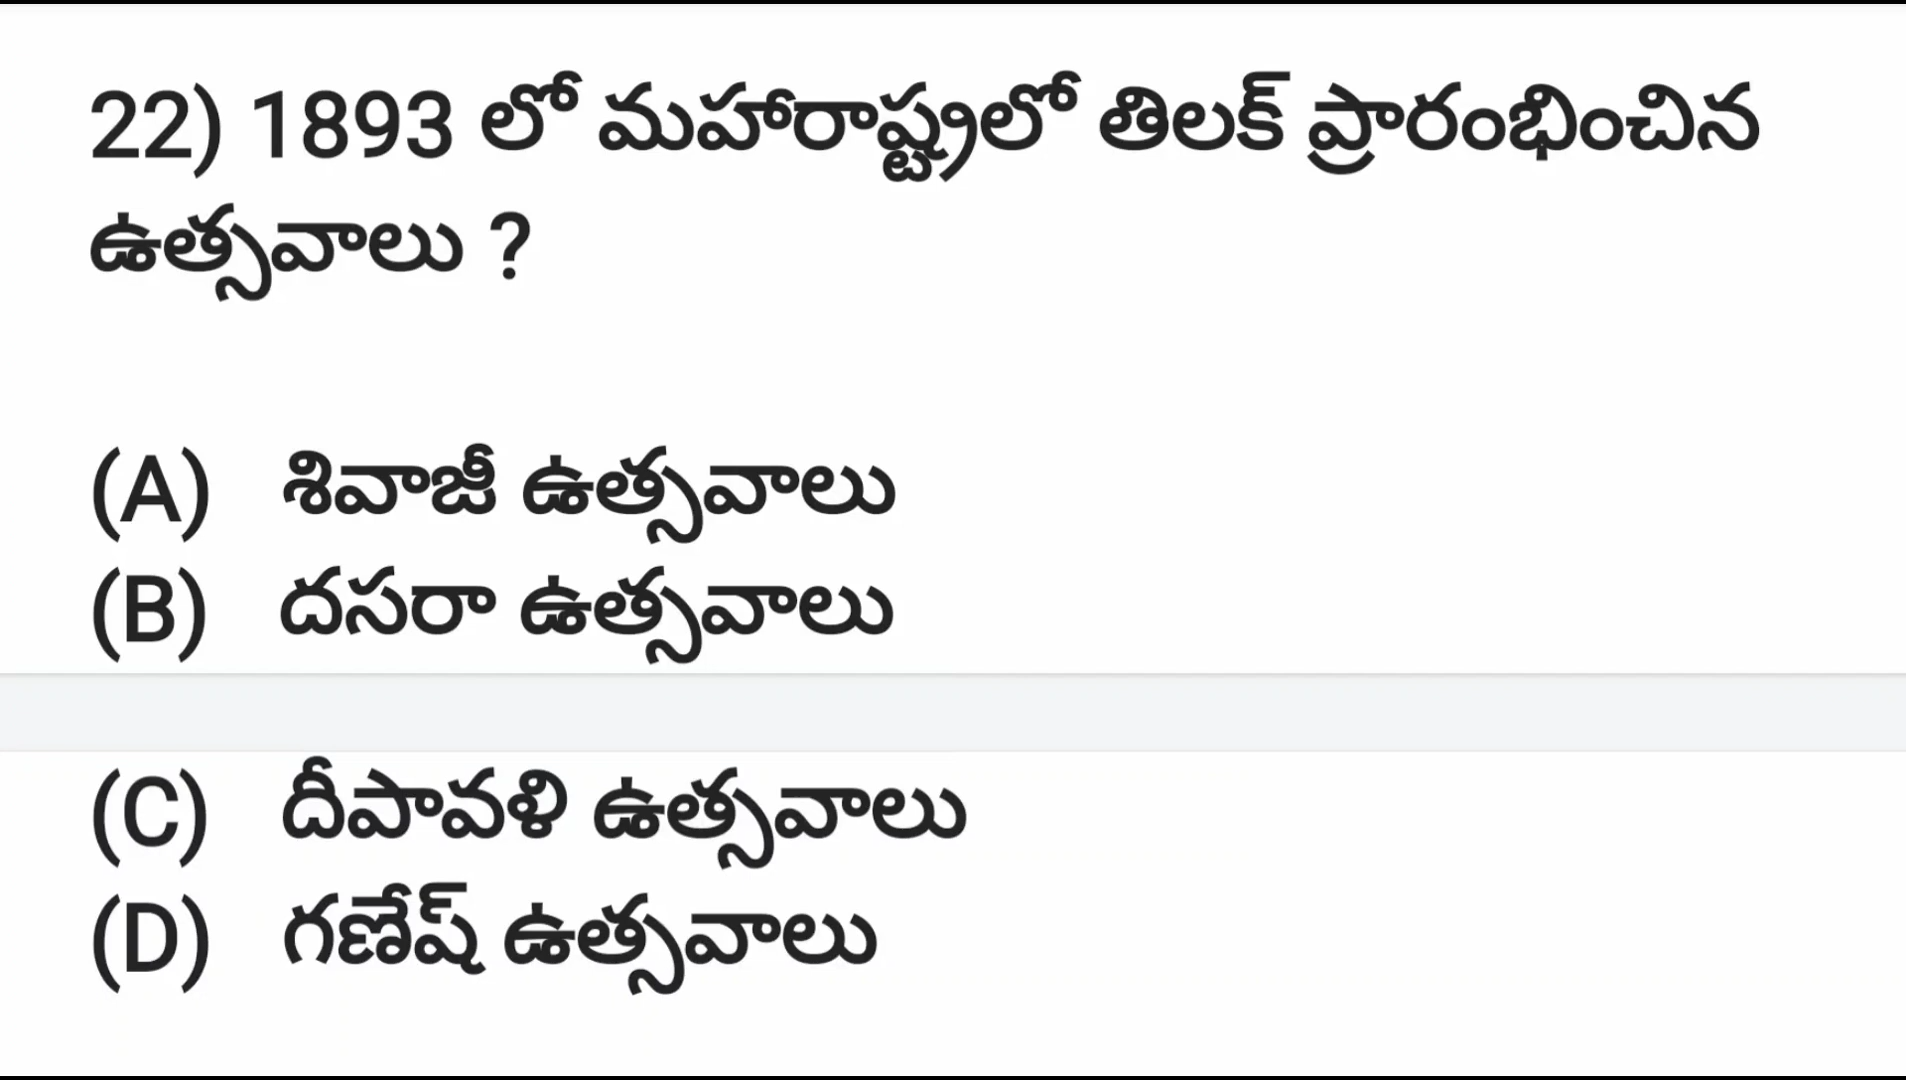 22) 1893 లో మహారాష్ట్రలో తిలక్ ప్రారంభించిన
ఉత్సవాలు ?
(A) శివాజీ ఉత్సవాలు
(B) దసరా ఉత్సవాలు
(C) దీపావళి ఉత్సవాలు
(D) గణేష్ ఉత్సవాలు